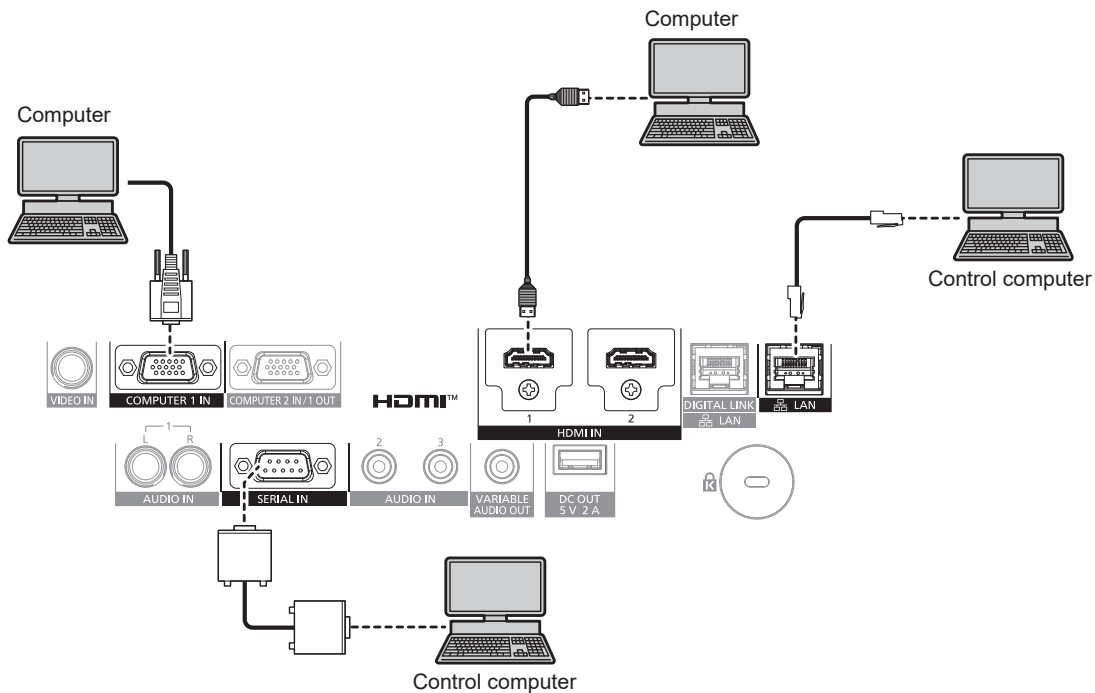 Computer
Computer
Control computer
VIDEO IN
COMPUTER 1 IN
COMPUTER 2 IN/1 OUT
HDMI™
1
2
HDMI IN
DIGITAL LINK
LAN
LAN
1
L
R
AUDIO IN
SERIAL IN
2
3
AUDIO IN
VARIABLE
AUDIO OUT
DC OUT
5 V 2 A
K
Control computer